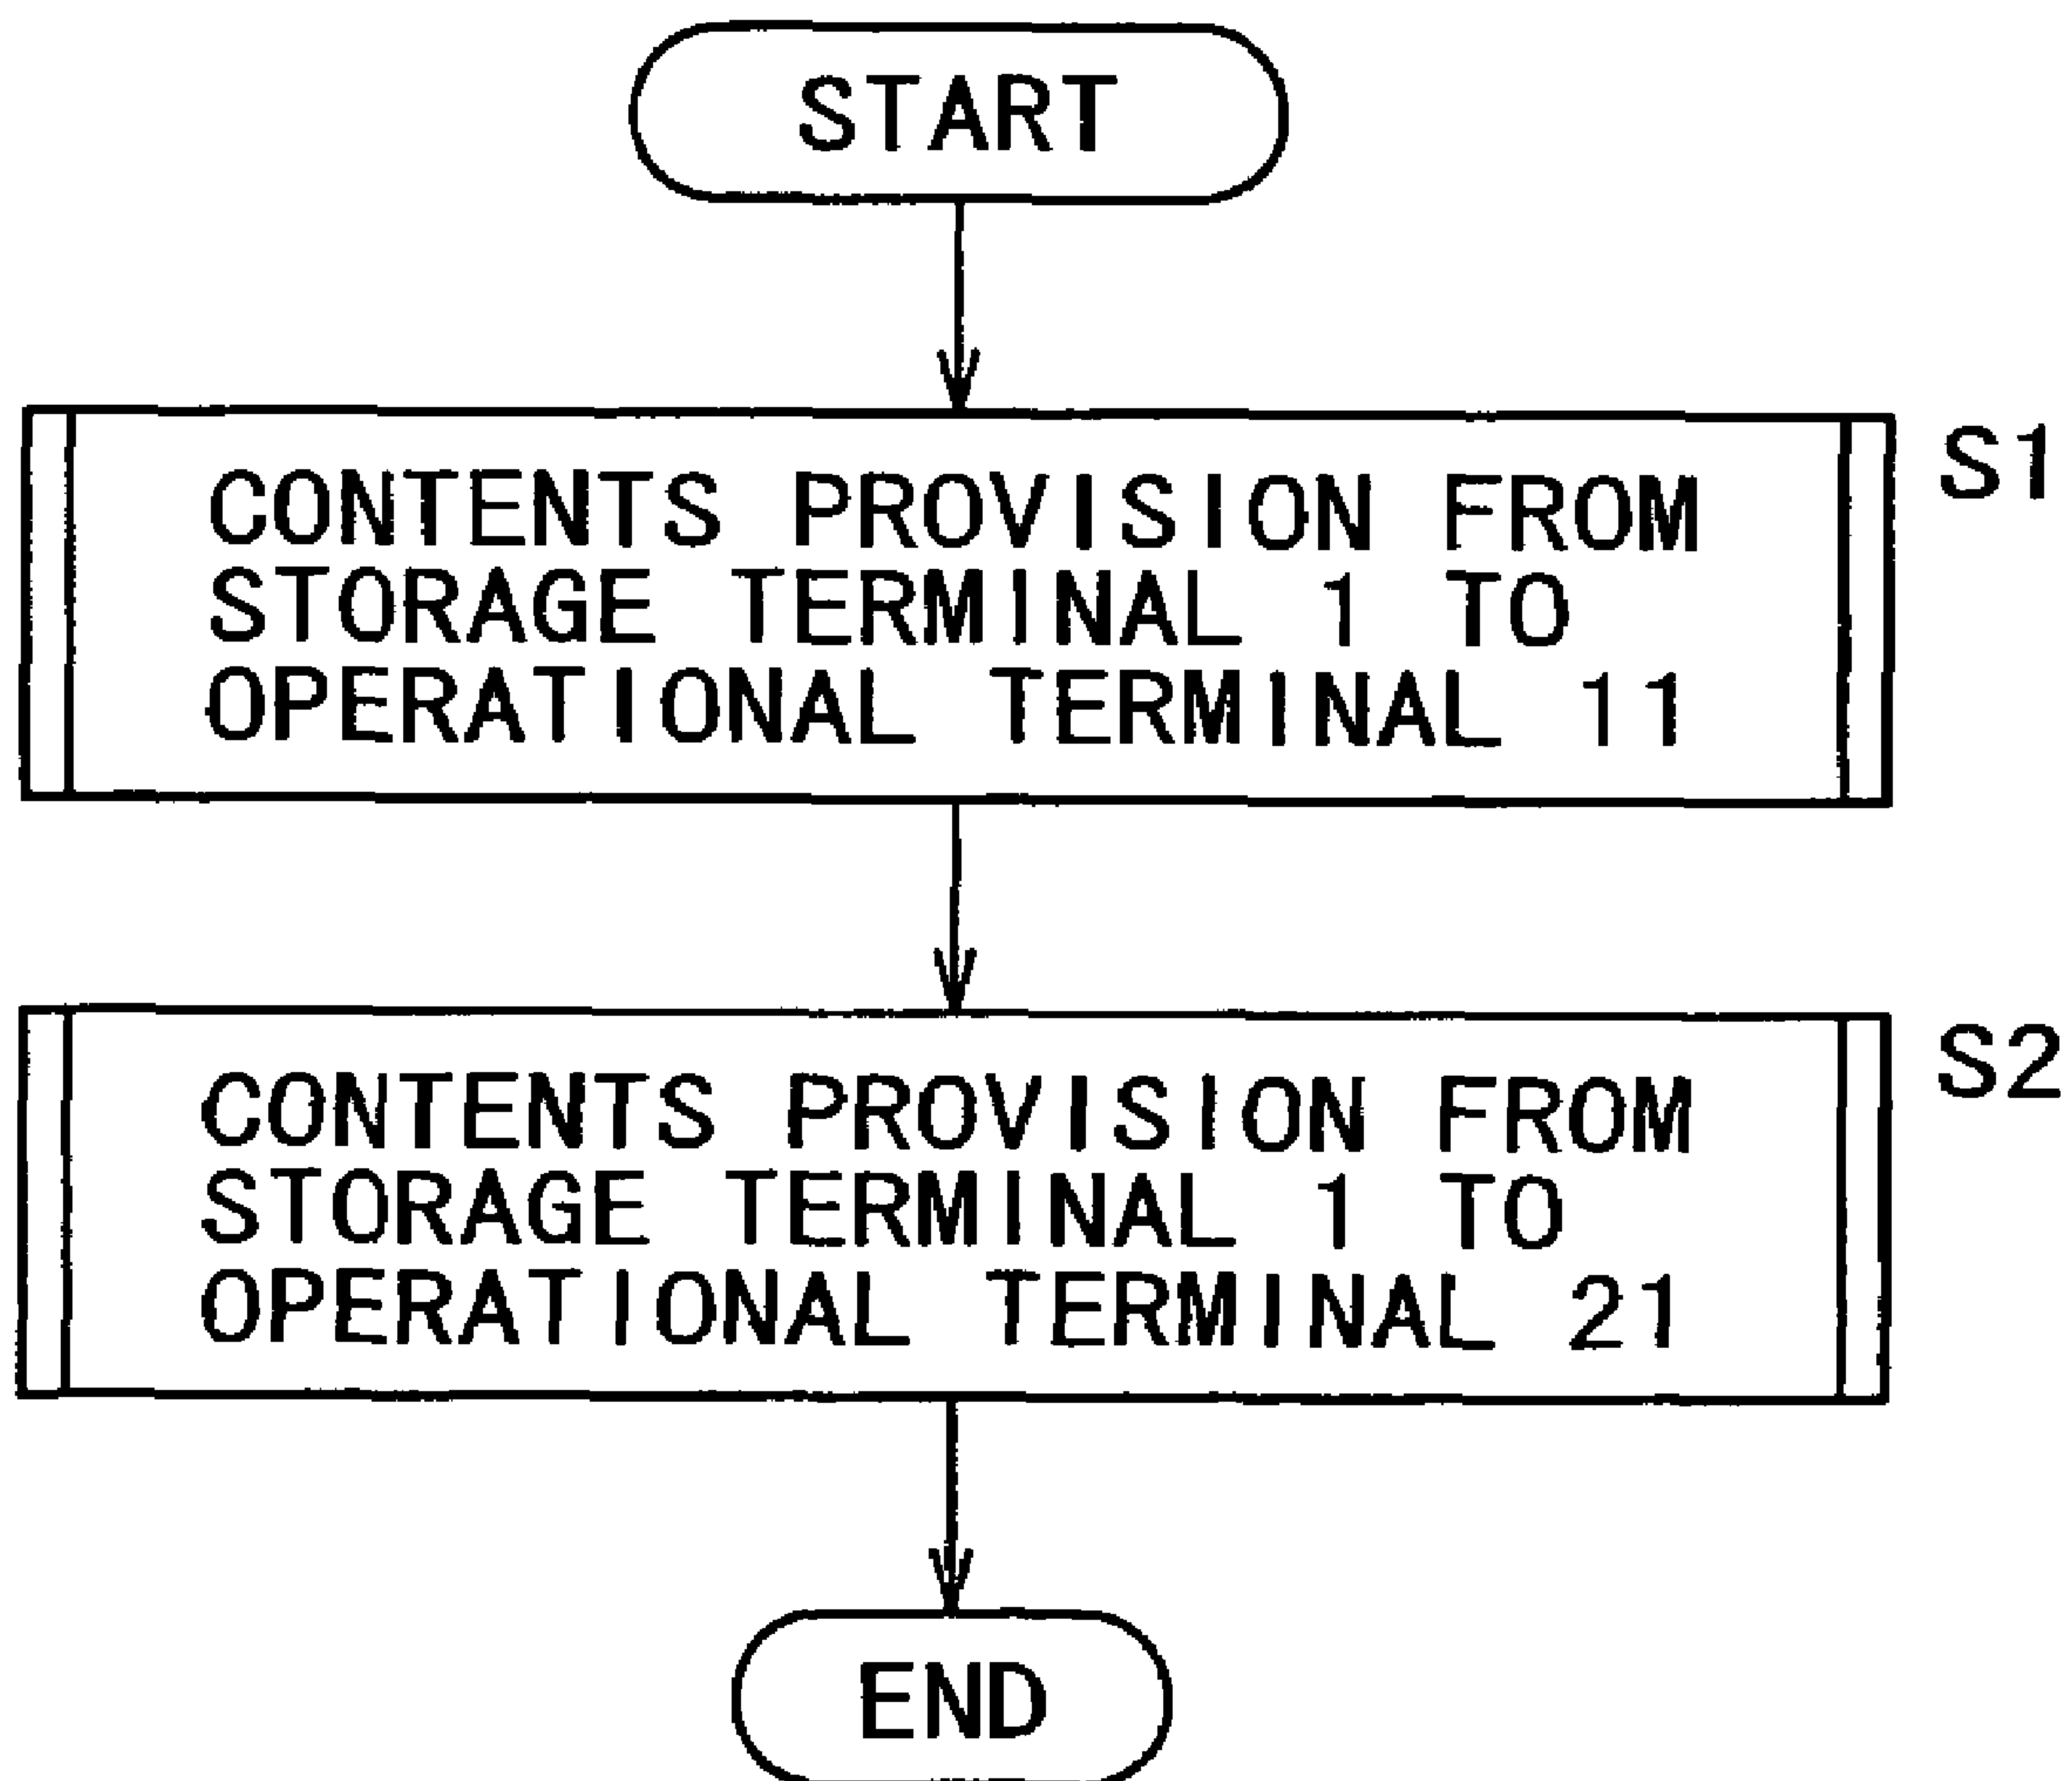 START
S1
CONTENTS PROVISION FROM
STORAGE TERMINAL 1 TO
OPERATIONAL TERMINAL 11
S2
CONTENTS PROVISION FROM
STORAGE TERMINAL 1 TO
OPERATIONAL TERMINAL 21
END